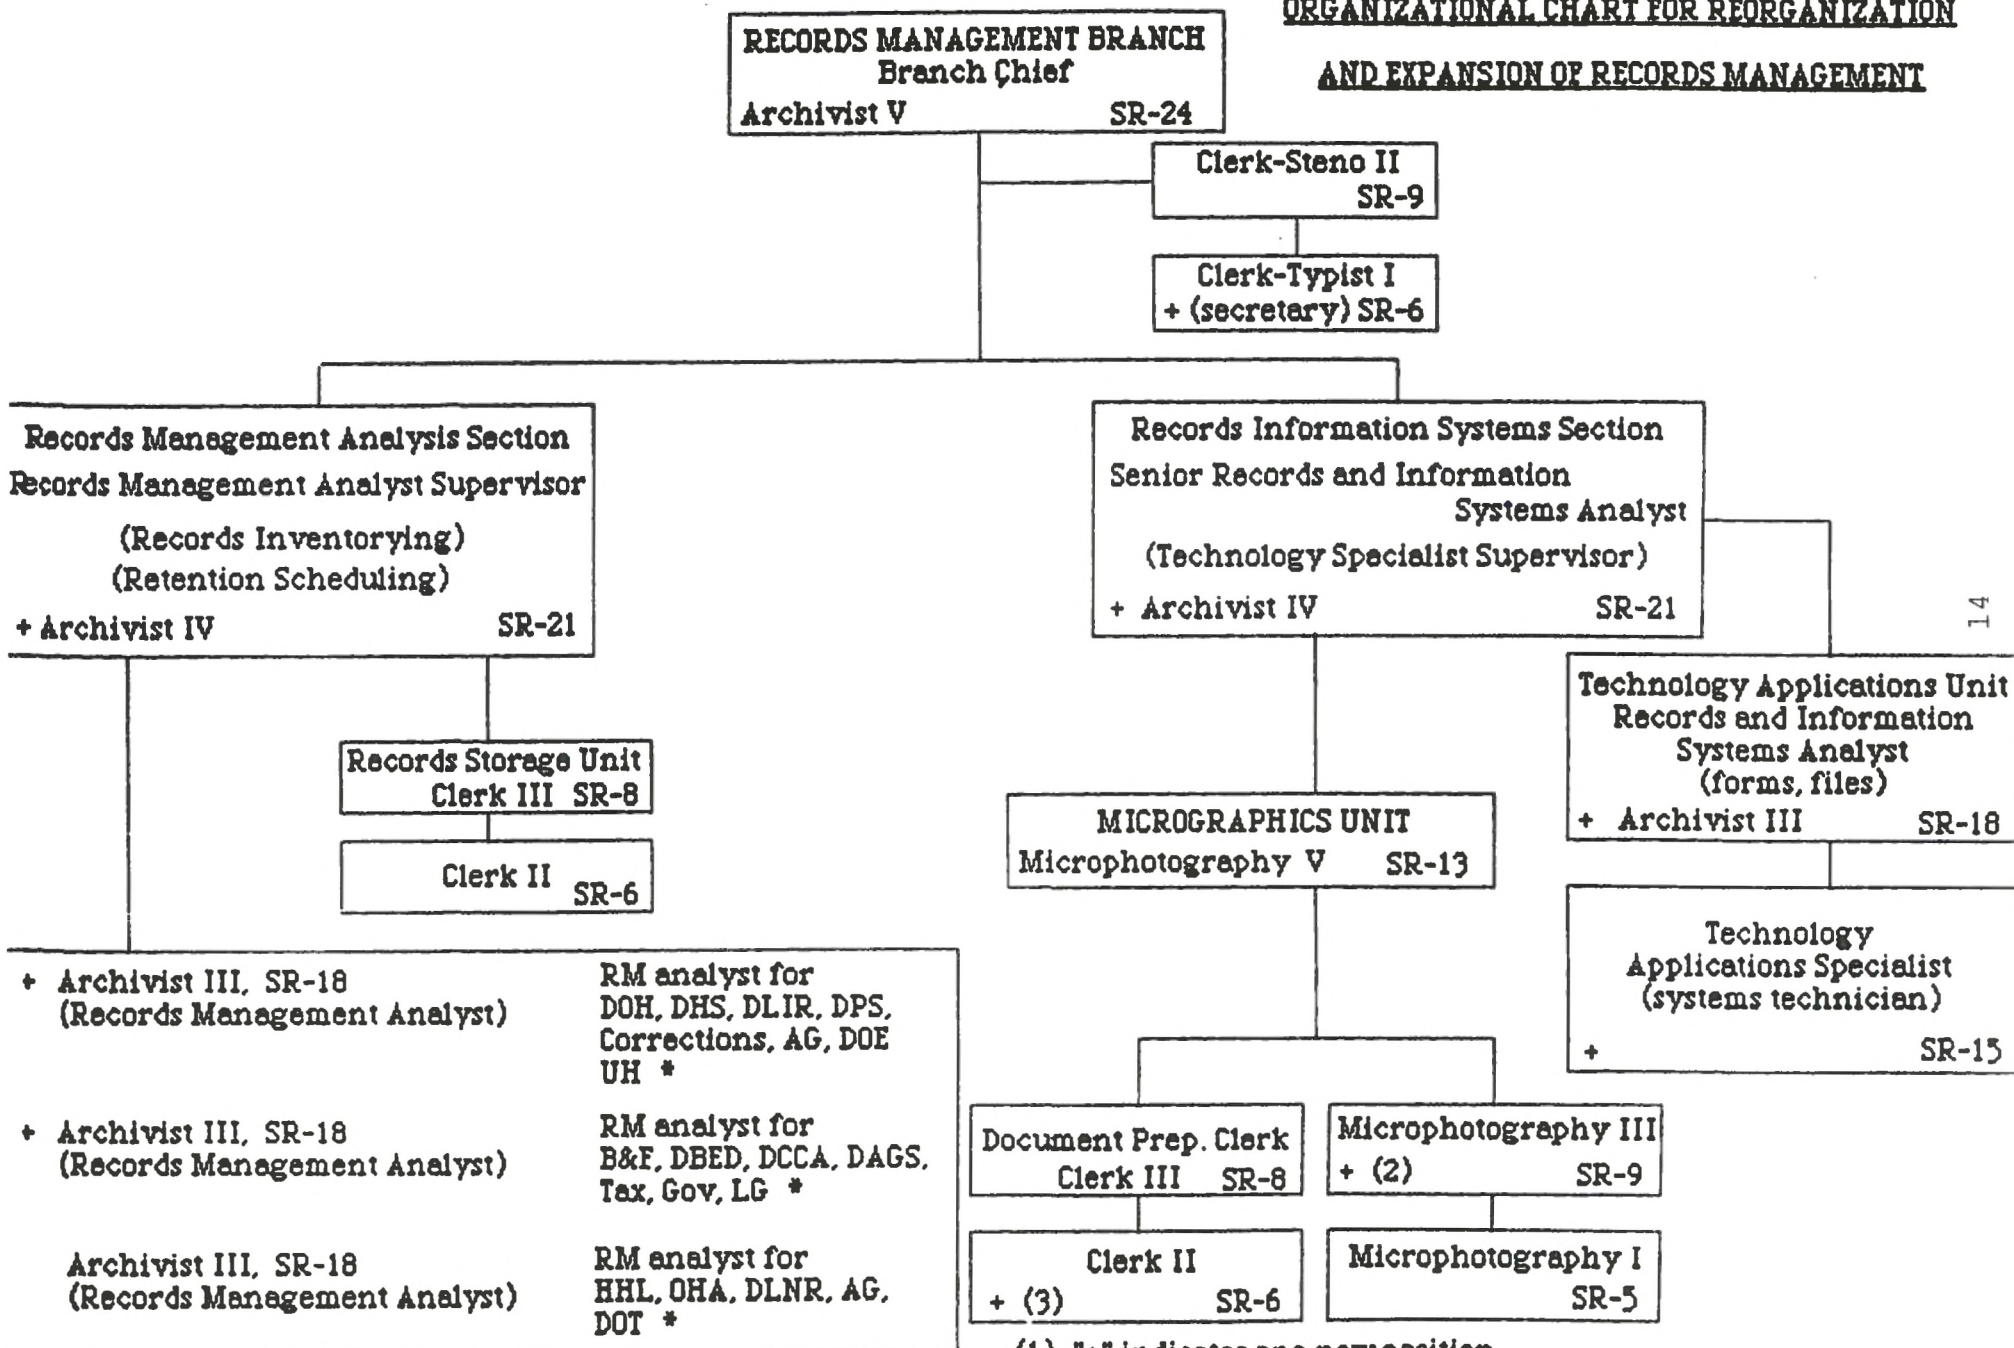 ORGANIZATIONAL CHART FOR REORGANIZATION
AND EXPANSION OF RECORDS MANAGEMENT
RECORDS MANAGEMENT BRANCH
Branch Chief
Archivist V SR-24
Clerk-Steno II
SR-9
Clerk-Typist I
+ (secretary) SR-6
Records Management Analysis Section
Records Management Analyst Supervisor
(Records Inventorying)
(Retention Scheduling)
+ Archivist IV SR-21
Records Information Systems Section
Senior Records and Information
Systems Analyst
(Technology Specialist Supervisor)
+ Archivist IV SR-21
14
Technology Applications Unit
Records and Information
Systems Analyst
(forms, files)
+ Archivist III SR-18
Records Storage Unit
Clerk III SR-8
Clerk II
SR-6
MICROGRAPHICS UNIT
Microphotography V SR-13
Technology
Applications Specialist
(systems technician)
+ SR-15
+ Archivist III, SR-18
(Records Management Analyst)
RM analyst for
DOH, DHS, DLIR, DPS,
Corrections, AG, DOE
UH *
+ Archivist III, SR-18
(Records Management Analyst)
RM analyst for
B&F, DBED, DCCA, DAGS,
Tax, Gov, LG *
Archivist III, SR-18
(Records Management Analyst)
RM analyst for
HHL, OHA, DLNR, AG,
DOT *
Document Prep. Clerk
Clerk III SR-8
Microphotography III
+ (2) SR-9
Clerk II
+ (3) SR-6
Microphotography I
SR-5
(1) "+" indicates are new position